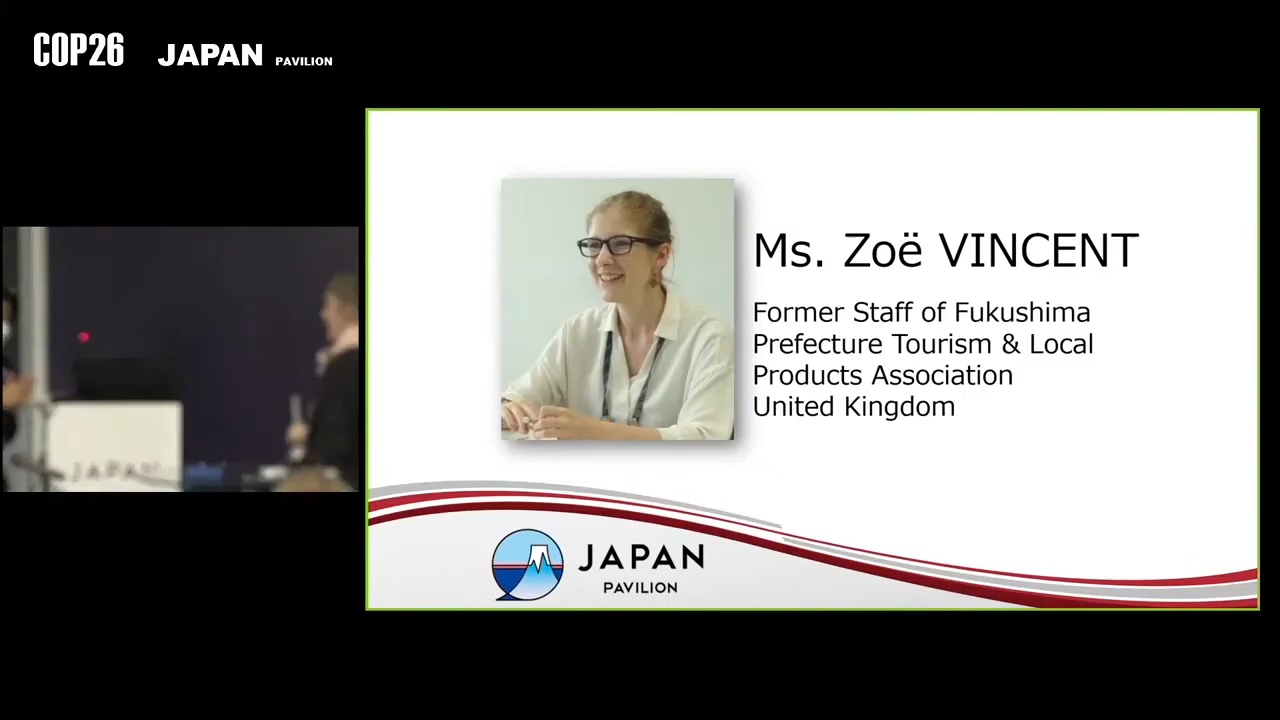 COP26 JAPAN PAVILION
Ms. Zoë VINCENT
Former Staff of Fukushima
Prefecture Tourism & Local
Products Association
United Kingdom
JAPAN
JAPAN
PAVILION